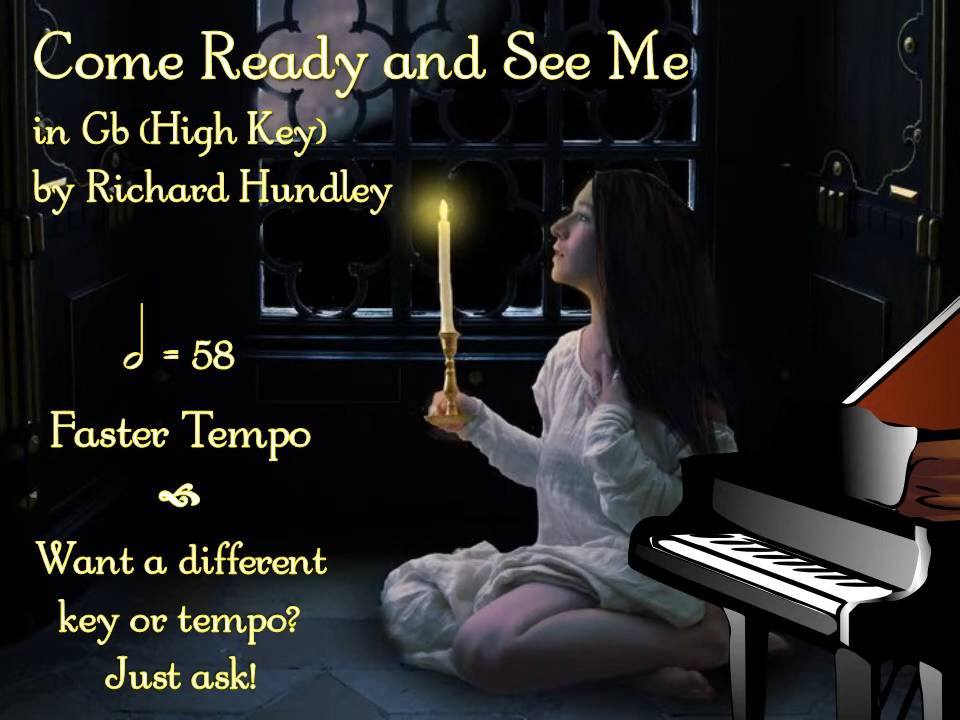 Come Ready and See Me
in Gb (High Key)
by Richard Hundley
𝅗𝅥 = 58
Faster Tempo
Want a different
key or tempo?
Just ask!